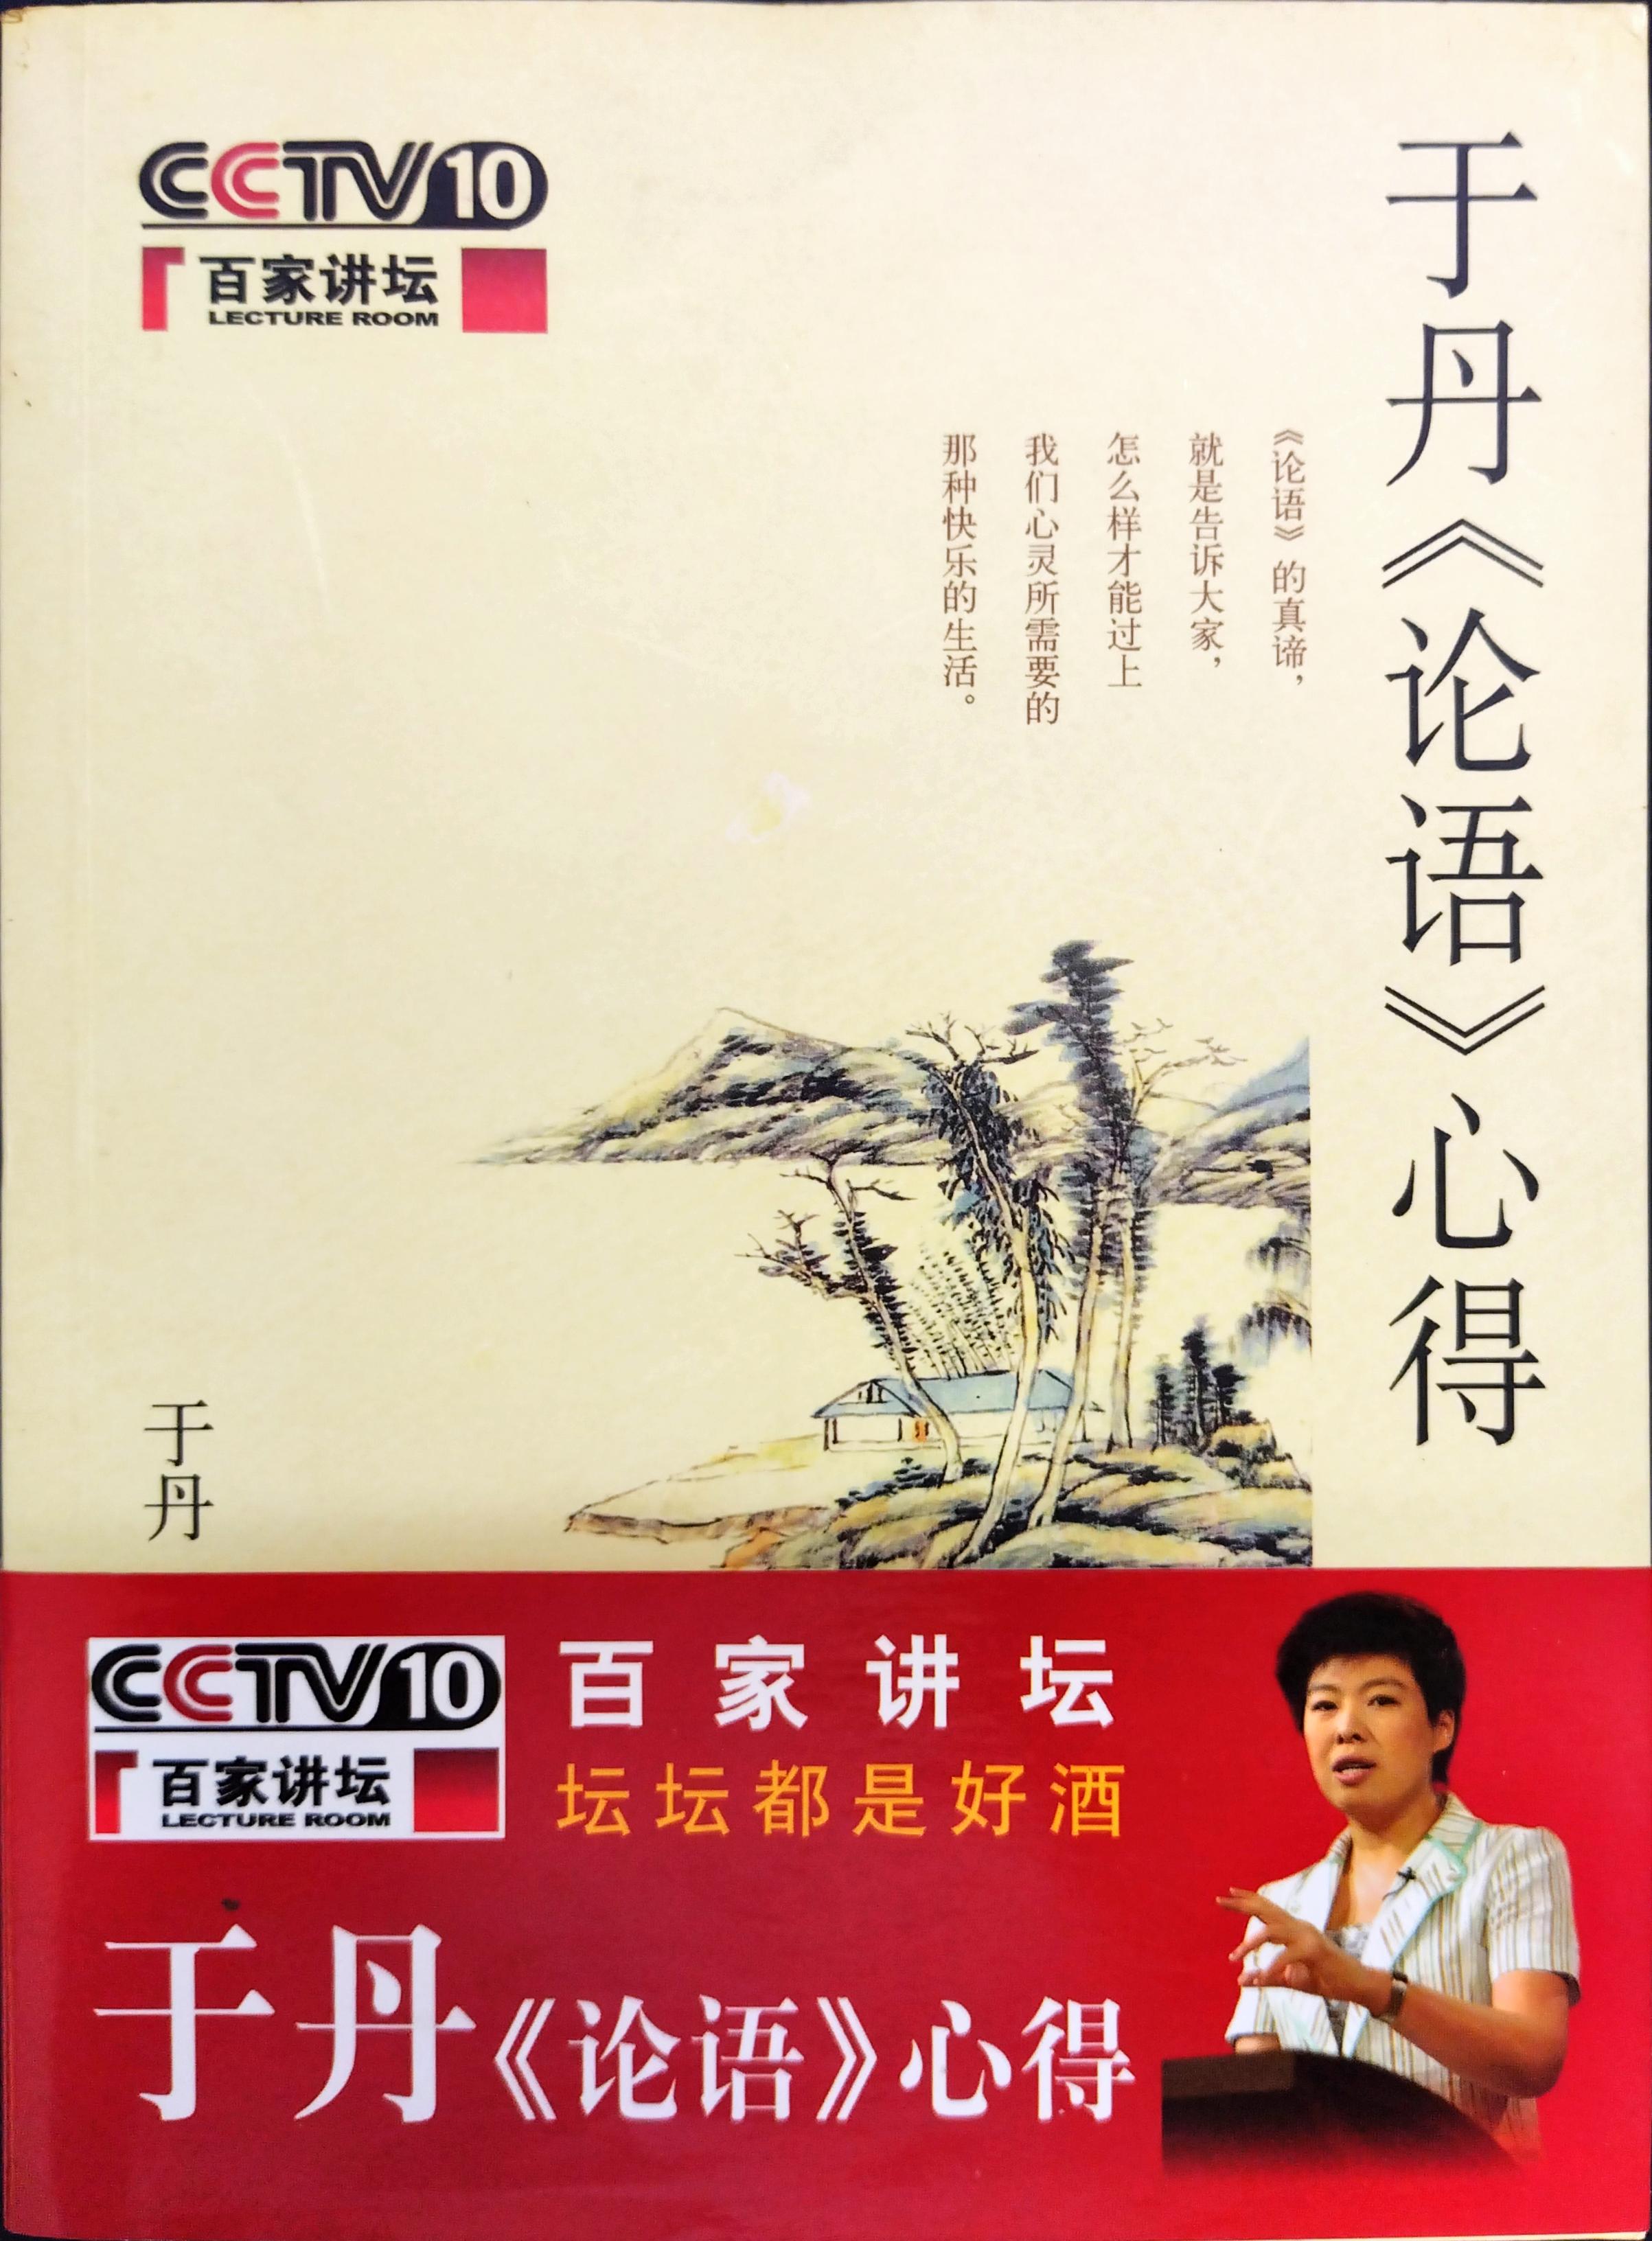 CCTV10
百家讲坛
LECTURE ROOM
于丹《论语》心得
《论语》的真谛，
就是告诉大家，
怎么样才能过上
我们心灵所需要的
那种快乐的生活。
于丹
CCTV10
百家讲坛
LECTURE ROOM
百家讲坛
坛坛都是好酒
于丹《论语》心得